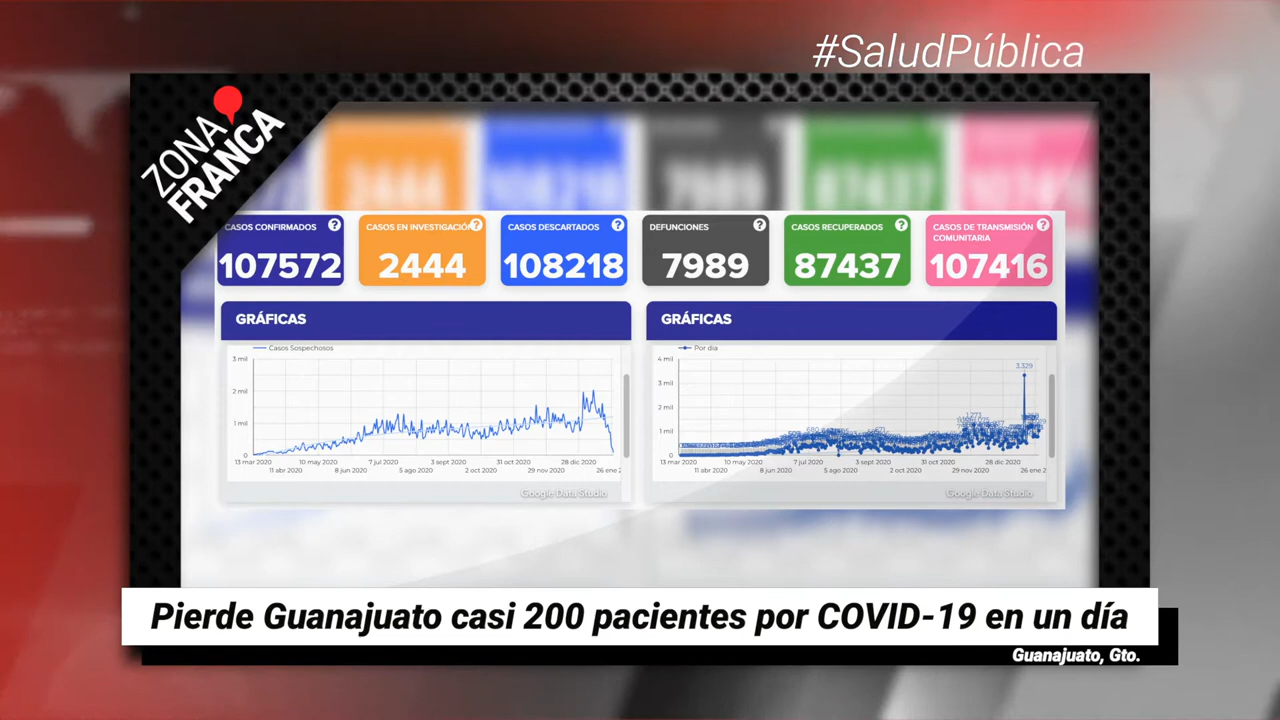 #SaludPública
ZONA
FRANCA
CASOS CONFIRMADOS ?
107572
CASOS EN INVESTIGACIÓN ?
2444
CASOS DESCARTADOS ?
108218
DEFUNCIONES ?
7989
CASOS RECUPERADOS ?
87437
CASOS DE TRANSMISIÓN ?
COMUNITARIA
107416
GRÁFICAS
Casos Sospechosos
3 mil
2 mil
1 mil
0
13 mar 2020 10 may 2020 7 jul 2020 3 sept 2020 31 oct 2020 28 dic 2020
11 abr 2020 8 jun 2020 5 ago 2020 2 oct 2020 29 nov 2020 26 ene 2
Google Data Studio
GRÁFICAS
Por día
4 mil
3 mil
2 mil
1 mil
0
3.329
13 mar 2020 10 may 2020 7 jul 2020 3 sept 2020 31 oct 2020 28 dic 2020
11 abr 2020 8 jun 2020 5 ago 2020 2 oct 2020 29 nov 2020 26 ene 2
Google Data Studio
Pierde Guanajuato casi 200 pacientes por COVID-19 en un día
Guanajuato, Gto.